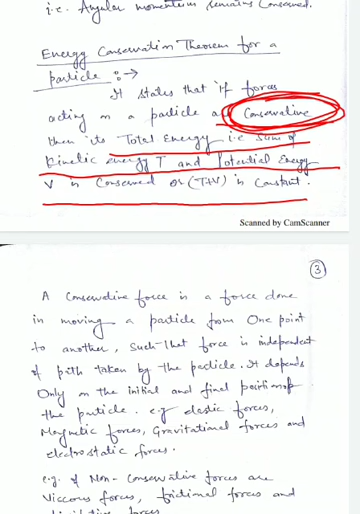 i.e. Angular momentum remains Conserved.
Energy Conservation Theorem for a
particle :→
It states that if forces
acting on a particle are Conservative
then its Total Energy i.e Sum of
Kinetic energy T and Potential Energy
V is Conserved or (T+V) is Constant.
Scanned by CamScanner
3
A Conservative force is a force done
in moving a particle from One point
to another, Such-that force is independent
of path taken by the particle. It depends
Only on the initial and final position of
the particle. e.g elastic forces,
Magnetic forces, Gravitational forces and
electrostatic forces.
e.g. of Non-Conservative forces are
Viscous forces, frictional forces and
forces